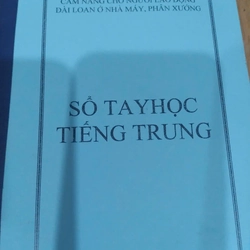 CẨM NANG CHO NGƯỜI LAO ĐỘNG
ĐÀI LOAN Ở NHÀ MÁY, PHÂN XƯỞNG
SỔ TAYHỌC
TIẾNG TRUNG